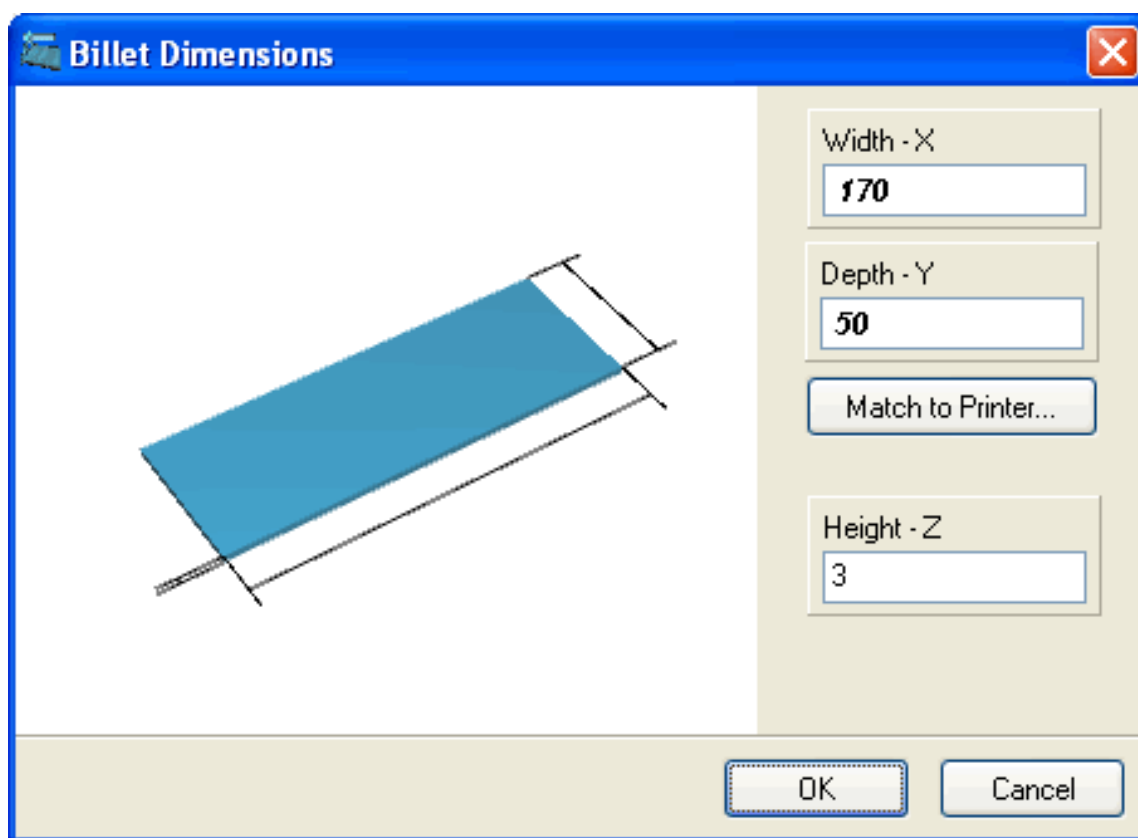 Billet Dimensions
Width - X
170
Depth - Y
50
Match to Printer...
Height - Z
3
OK
Cancel